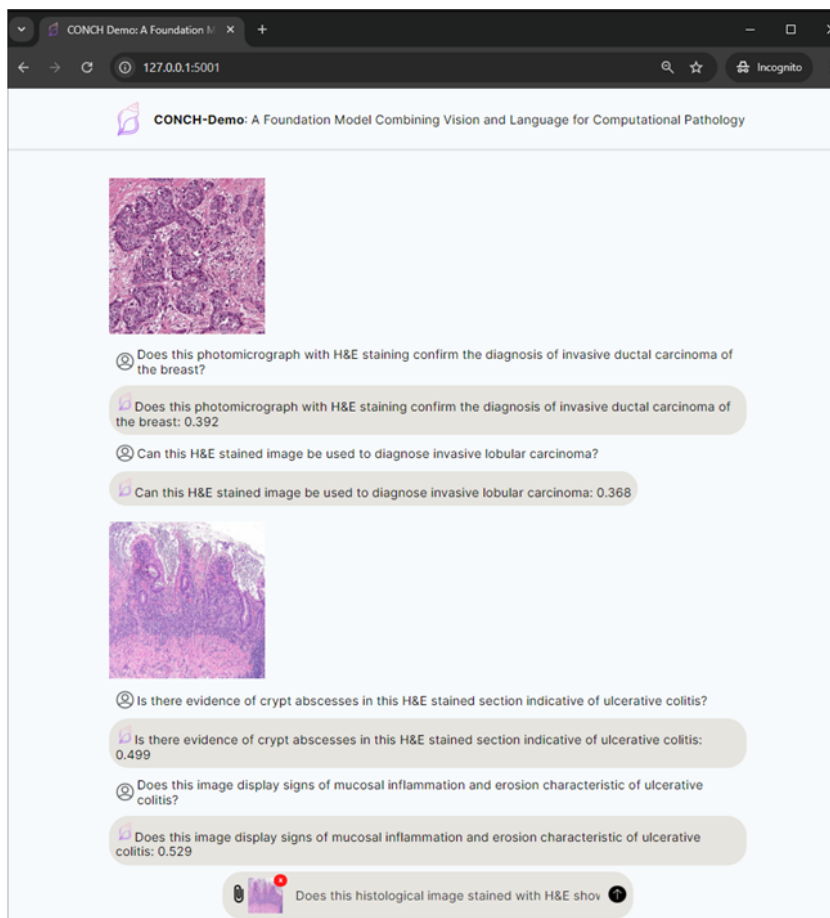 CONCH Demo: A Foundation M
127.0.0.1:5001
Incognito
CONCH-Demo: A Foundation Model Combining Vision and Language for Computational Pathology
Does this photomicrograph with H&E staining confirm the diagnosis of invasive ductal carcinoma of
the breast?
Does this photomicrograph with H&E staining confirm the diagnosis of invasive ductal carcinoma of
the breast: 0.392
Can this H&E stained image be used to diagnose invasive lobular carcinoma?
Can this H&E stained image be used to diagnose invasive lobular carcinoma: 0.368
Is there evidence of crypt abscesses in this H&E stained section indicative of ulcerative colitis?
Is there evidence of crypt abscesses in this H&E stained section indicative of ulcerative colitis:
0.499
Does this image display signs of mucosal inflammation and erosion characteristic of ulcerative
colitis?
Does this image display signs of mucosal inflammation and erosion characteristic of ulcerative
colitis: 0.529
Does this histological image stained with H&E show